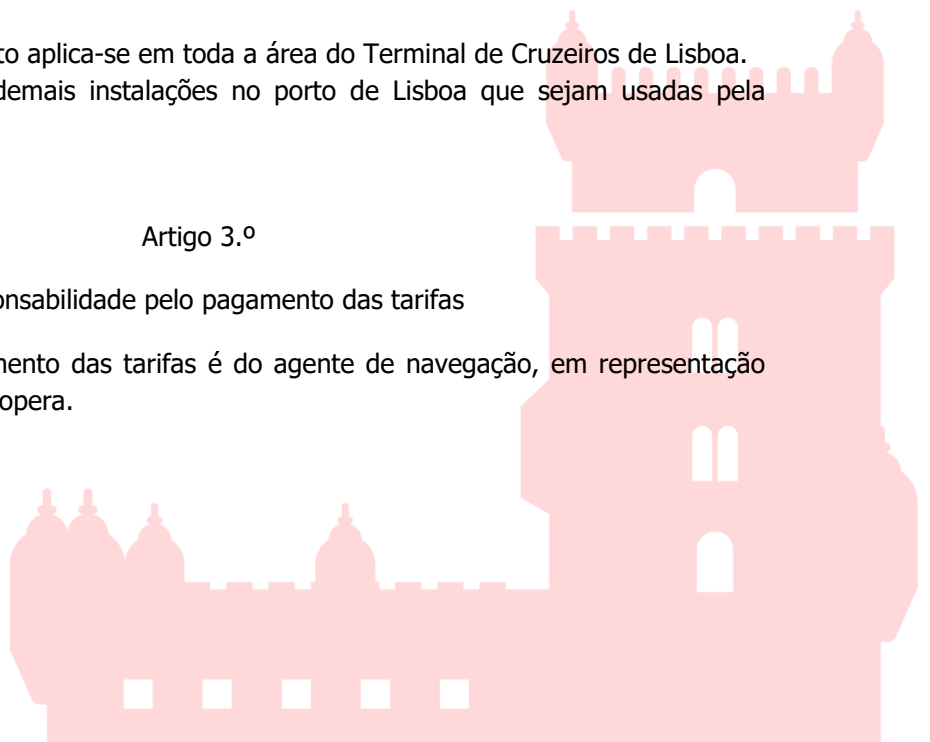 to aplica-se em toda a área do Terminal de Cruzeiros de Lisboa.
demais instalações no porto de Lisboa que sejam usadas pela
Artigo 3.º
onsabilidade pelo pagamento das tarifas
mento das tarifas é do agente de navegação, em representação
opera.